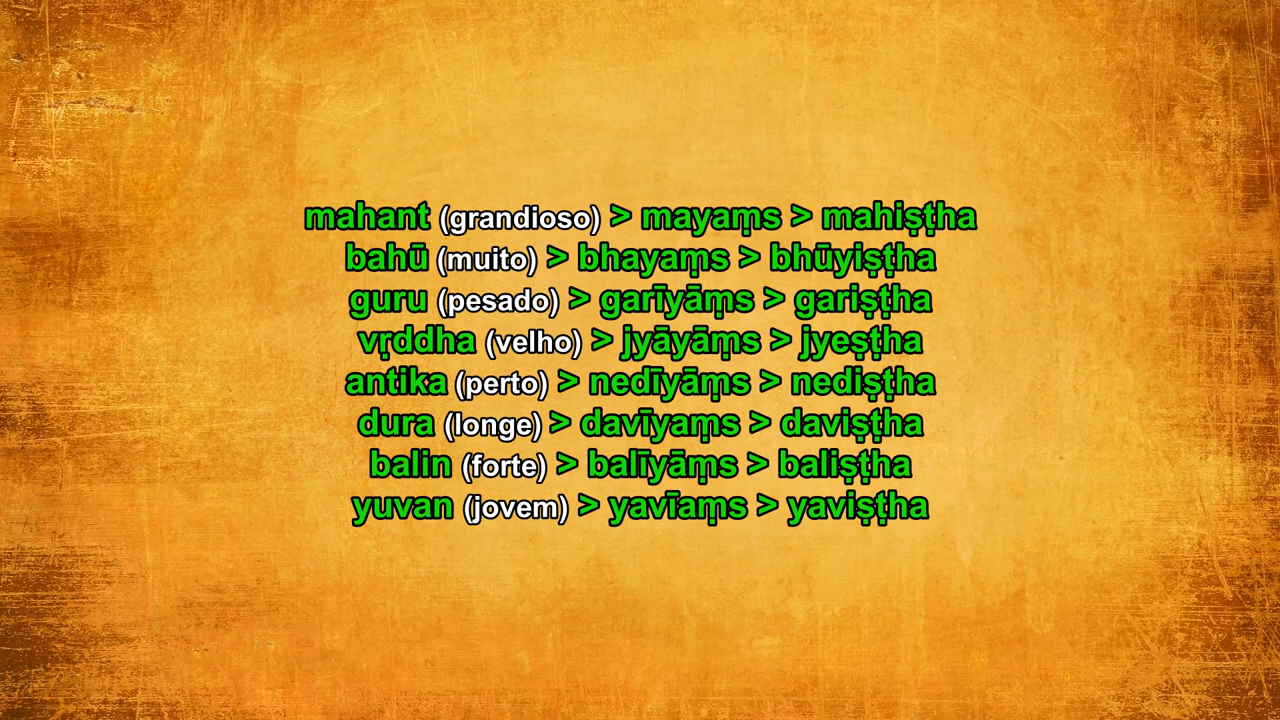 mahant (grandioso) > mayaṃs > mahiṣṭha
bahū (muito) > bhayaṃs > bhūyiṣṭha
guru (pesado) > garīyāṃs > gariṣṭha
vṛddha (velho) > jyāyāṃs > jyeṣṭha
antika (perto) > nedīyāṃs > nediṣṭha
dura (longe) > davīyaṃs > daviṣṭha
balin (forte) > balīyāṃs > baliṣṭha
yuvan (jovem) > yavīaṃs > yaviṣṭha